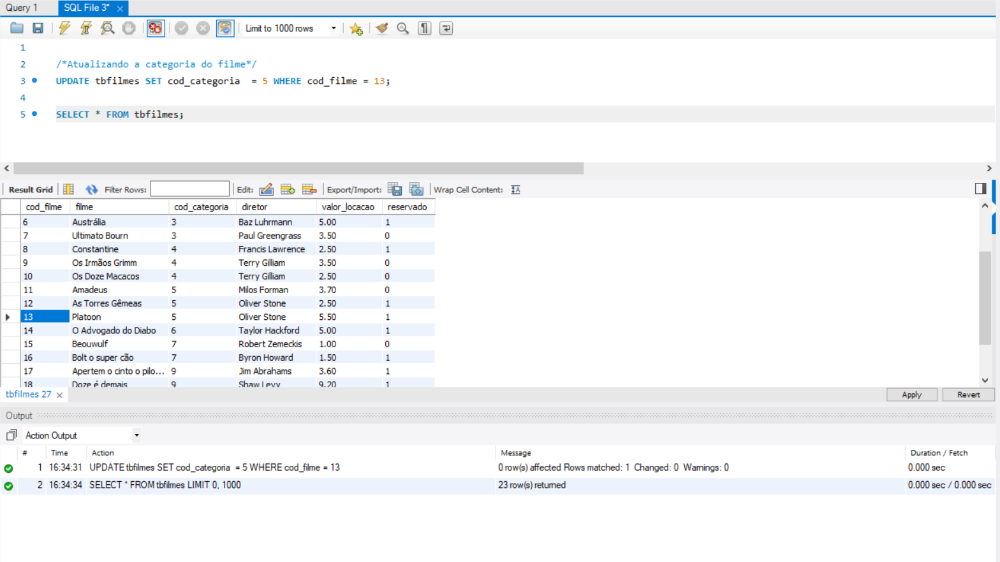 Query 1 SQL File 3* ×
Limit to 1000 rows
1
2 /*Atualizando a categoria do filme*/
3 UPDATE tbfilmes SET cod_categoria  = 5 WHERE cod_filme = 13;
4
5 SELECT * FROM tbfilmes;
Result Grid Filter Rows: Edit: Export/Import: Wrap Cell Content:
cod_filme filme cod_categoria diretor valor_locacao reservado
6 Austrália 3 Baz Luhrmann 5.00 1
7 Ultimato Bourn 3 Paul Greengrass 3.50 0
8 Constantine 4 Francis Lawrence 2.50 1
9 Os Irmãos Grimm 4 Terry Gilliam 3.50 0
10 Os Doze Macacos 4 Terry Gilliam 2.50 0
11 Amadeus 5 Milos Forman 3.70 0
12 As Torres Gêmeas 5 Oliver Stone 2.50 1
13 Platoon 5 Oliver Stone 5.50 1
14 O Advogado do Diabo 6 Taylor Hackford 5.00 1
15 Beouwulf 7 Robert Zemeckis 1.00 0
16 Bolt o super cão 7 Byron Howard 1.50 1
17 Apertem o cinto o pilo... 9 Jim Abrahams 3.60 1
18 Doze é demais 9 Shaw Levy 9.20 1
tbfilmes 27 × Apply Revert
Output
Action Output
# Time Action Message Duration / Fetch
1 16:34:31 UPDATE tbfilmes SET cod_categoria  = 5 WHERE cod_filme = 13 0 row(s) affected Rows matched: 1  Changed: 0  Warnings: 0 0.000 sec
2 16:34:34 SELECT * FROM tbfilmes LIMIT 0, 1000 23 row(s) returned 0.000 sec / 0.000 sec